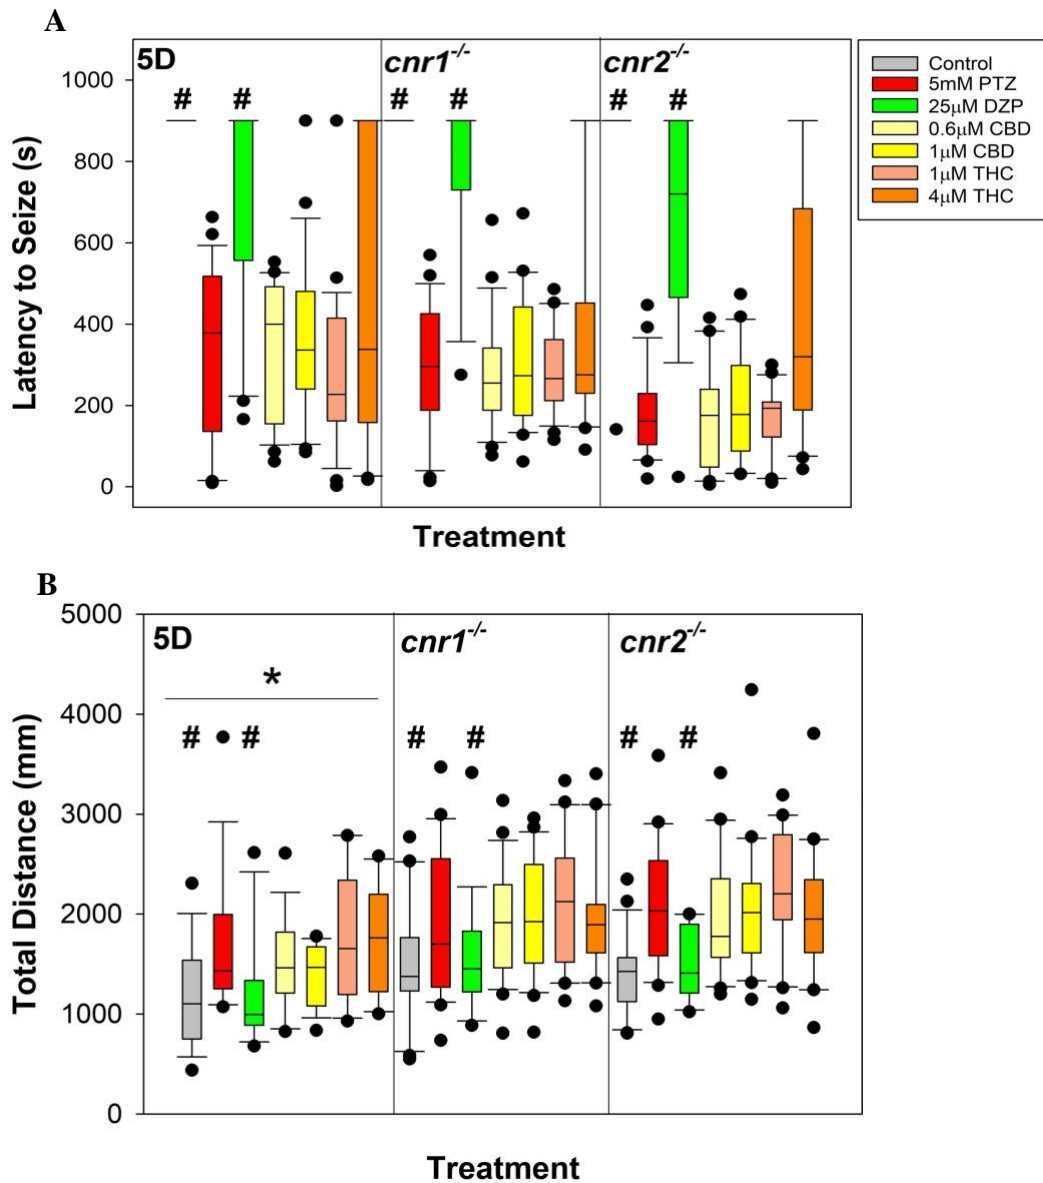 A
5D
cnr1-/-
cnr2-/-
# # # # # #
1000
800
600
400
200
0
Latency to Seize (s)
Treatment
Control
5mM PTZ
25µM DZP
0.6µM CBD
1µM CBD
1µM THC
4µM THC
B
5D
cnr1-/-
cnr2-/-
*
# # # # # #
5000
4000
3000
2000
1000
0
Total Distance (mm)
Treatment